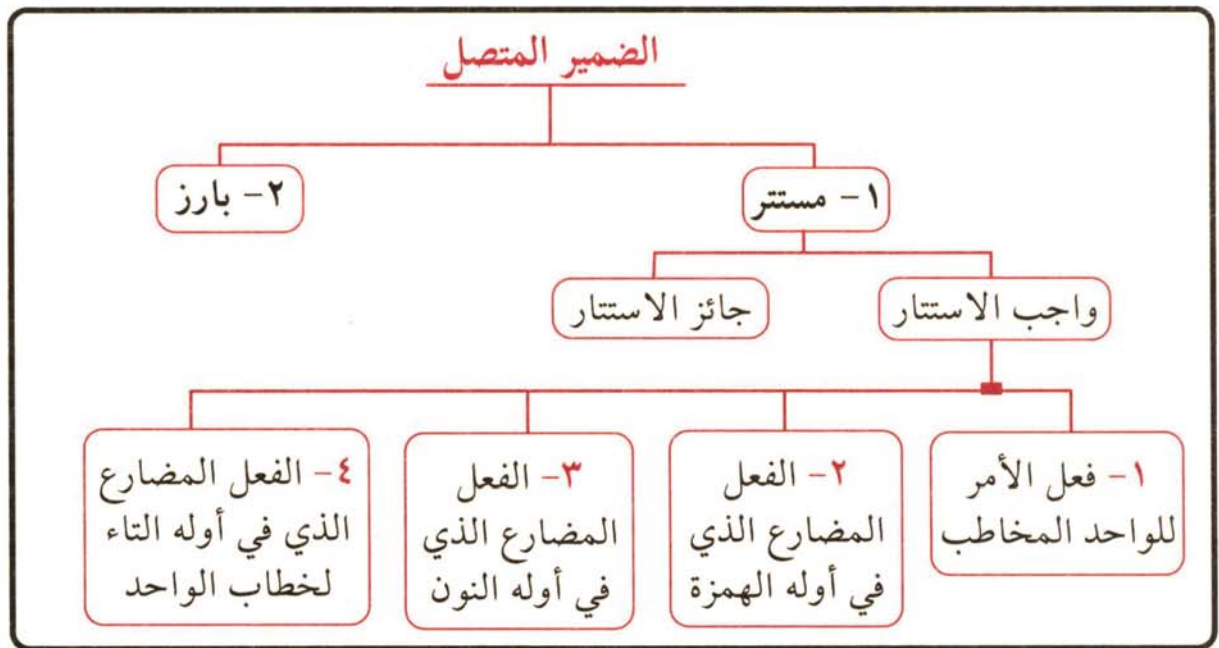 الضمير المتصل
١- مستتر
٢- بارز
واجب الاستتار
جائز الاستتار
١- فعل الأمر
للواحد المخاطب
٢- الفعل
المضارع الذي
في أوله الهمزة
٣- الفعل
المضارع الذي
في أوله النون
٤- الفعل المضارع
الذي في أوله التاء
لخطاب الواحد